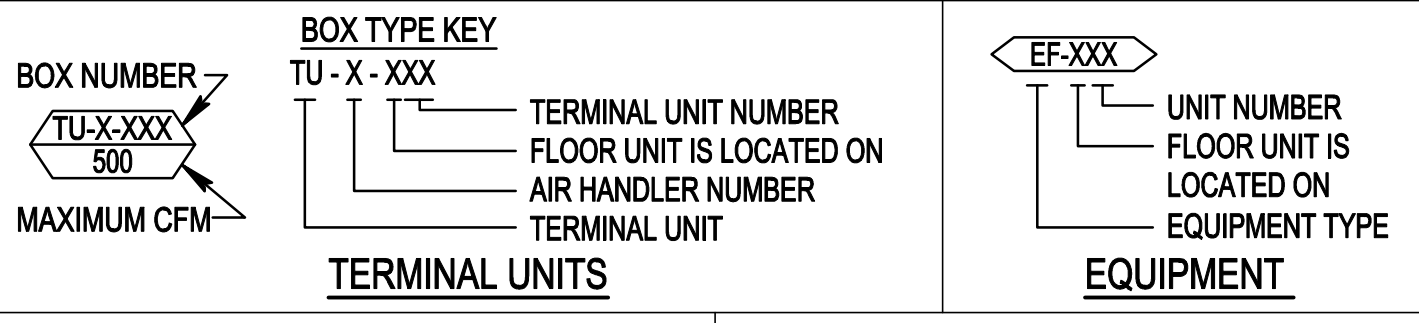 BOX TYPE KEY
TU - X - XXX
BOX NUMBER
TU-X-XXX
500
MAXIMUM CFM
TERMINAL UNIT NUMBER
FLOOR UNIT IS LOCATED ON
AIR HANDLER NUMBER
TERMINAL UNIT
TERMINAL UNITS
EF-XXX
UNIT NUMBER
FLOOR UNIT IS
LOCATED ON
EQUIPMENT TYPE
EQUIPMENT